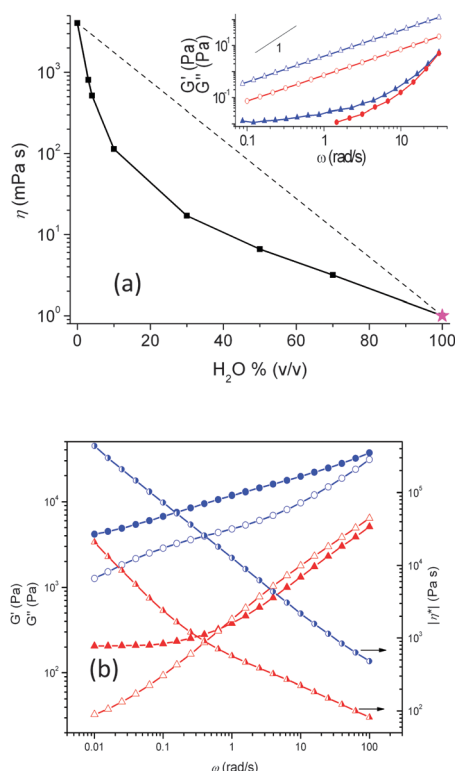 G' (Pa)
G'' (Pa)
10¹
10⁻¹
1
0.1
1
10
ω (rad/s)
η (mPa s)
10³
10²
10¹
10⁰
(a)
0
20
40
60
80
100
H₂O % (v/v)
G' (Pa)
G'' (Pa)
10⁴
10³
10²
(b)
0.01
0.1
1
10
100
ω (rad/s)
10⁵
10⁴
10³
10²
|η*| (Pa s)